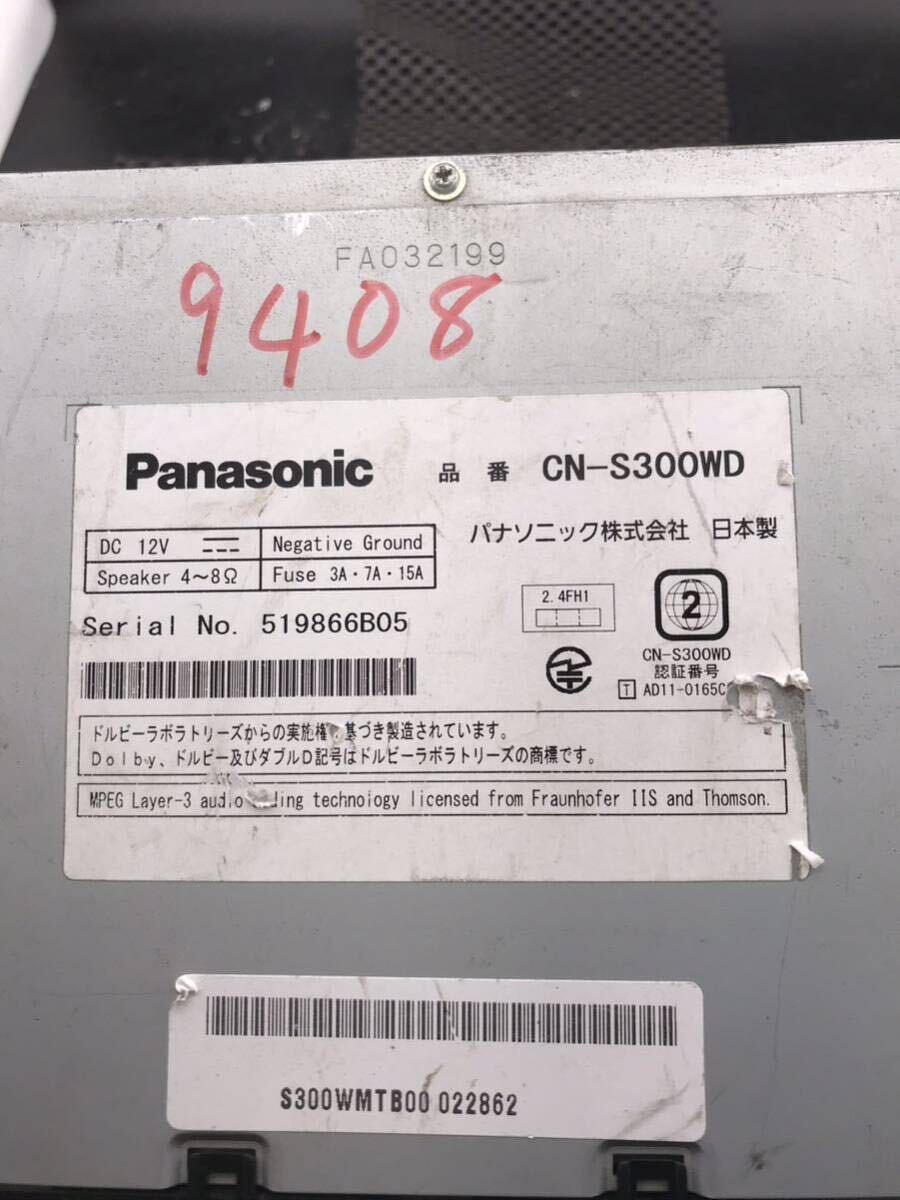 FA032199
9408
Panasonic 品番 CN-S300WD
DC 12V Negative Ground
Speaker 4~8Ω Fuse 3A・7A・15A
パナソニック株式会社 日本製
Serial No. 519866B05
2.4FH1
2
CN-S300WD
認証番号
T AD11-0165C
ドルビーラボラトリーズからの実施権 基づき製造されています。
Dolby、ドルビー及びダブルD記号はドルビーラボラトリーズの商標です。
MPEG Layer-3 audio technology licensed from Fraunhofer IIS and Thomson.
S300WMTB00 022862